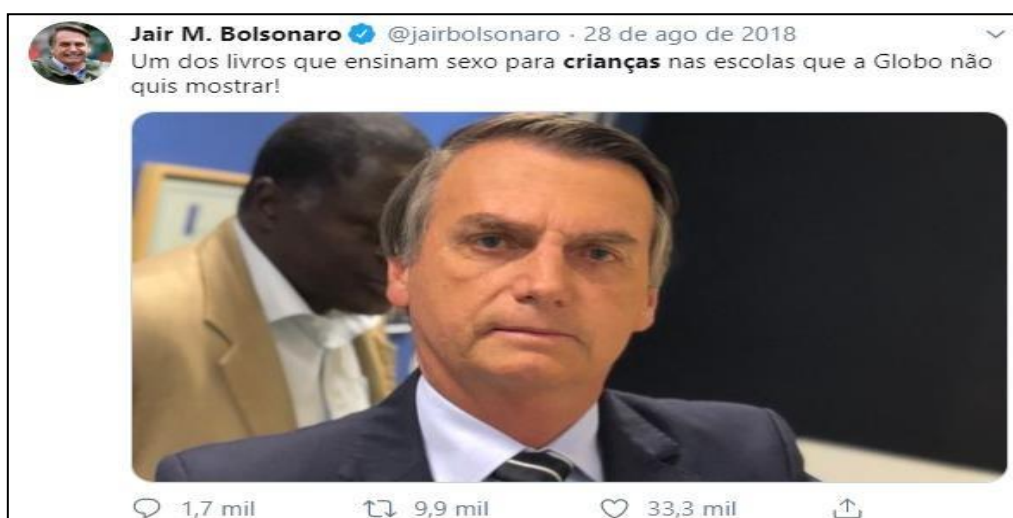 Jair M. Bolsonaro @jairbolsonaro · 28 de ago de 2018
Um dos livros que ensinam sexo para crianças nas escolas que a Globo não
quis mostrar!
1,7 mil 9,9 mil 33,3 mil